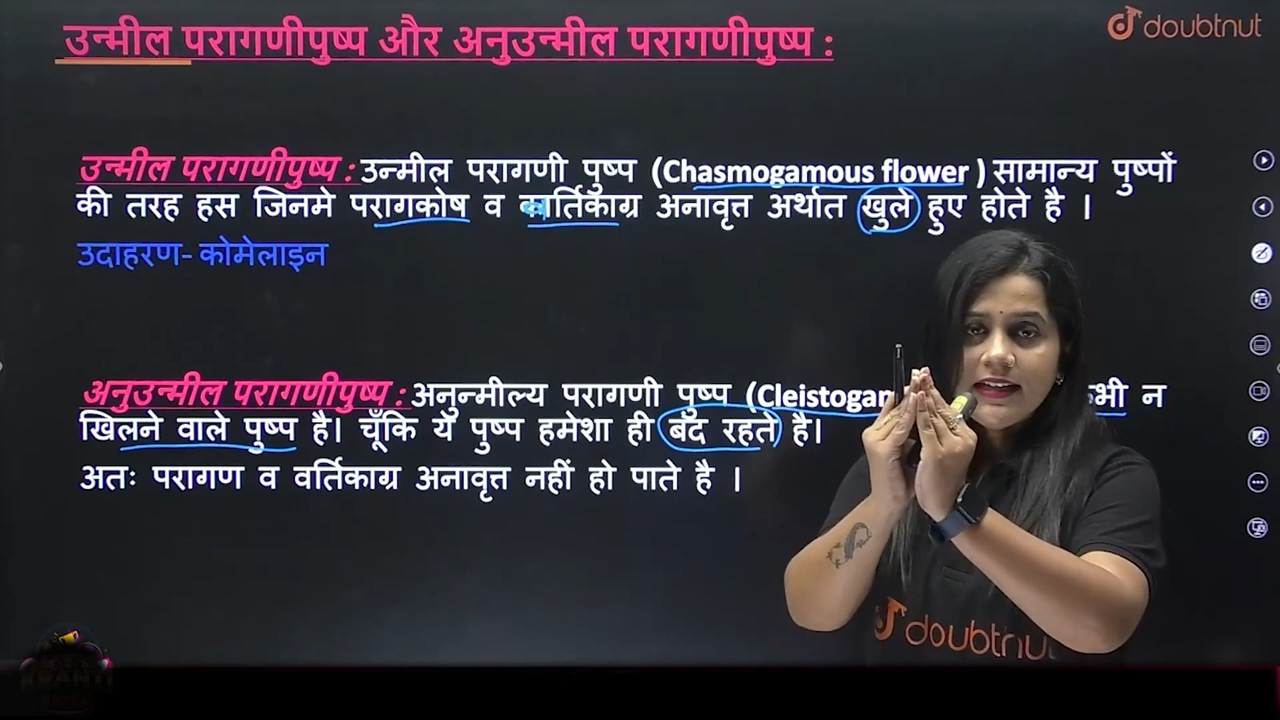 उन्मील परागणीपुष्प और अनुउन्मील परागणीपुष्प :
doubtnut
उन्मील परागणीपुष्प : उन्मील परागणी पुष्प (Chasmogamous flower ) सामान्य पुष्पों
की तरह हस जिनमे परागकोष व वर्तिकाग्र अनावृत्त अर्थात खुले हुए होते है ।
उदाहरण- कोमेलाइन
अनुउन्मील परागणीपुष्प : अनुन्मील्य परागणी पुष्प (Cleistogam भी न
खिलने वाले पुष्प है। चूँकि ये पुष्प हमेशा ही बंद रहते है।
अतः परागण व वर्तिकाग्र अनावृत्त नहीं हो पाते है ।
doubtnut